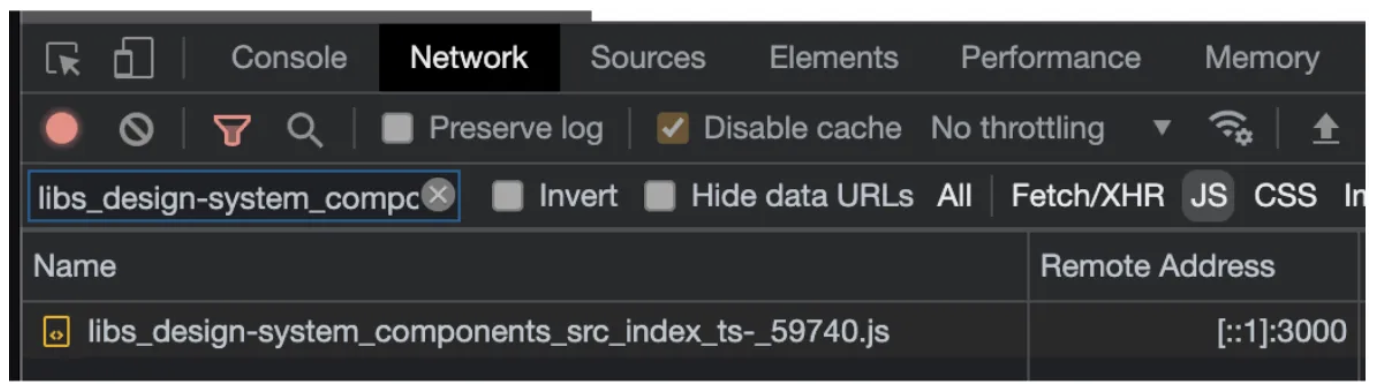 Console Network Sources Elements Performance Memory
Preserve log Disable cache No throttling
libs_design-system_compc Invert Hide data URLs All Fetch/XHR JS CSS Im
Name Remote Address
libs_design-system_components_src_index_ts-_59740.js [::1]:3000